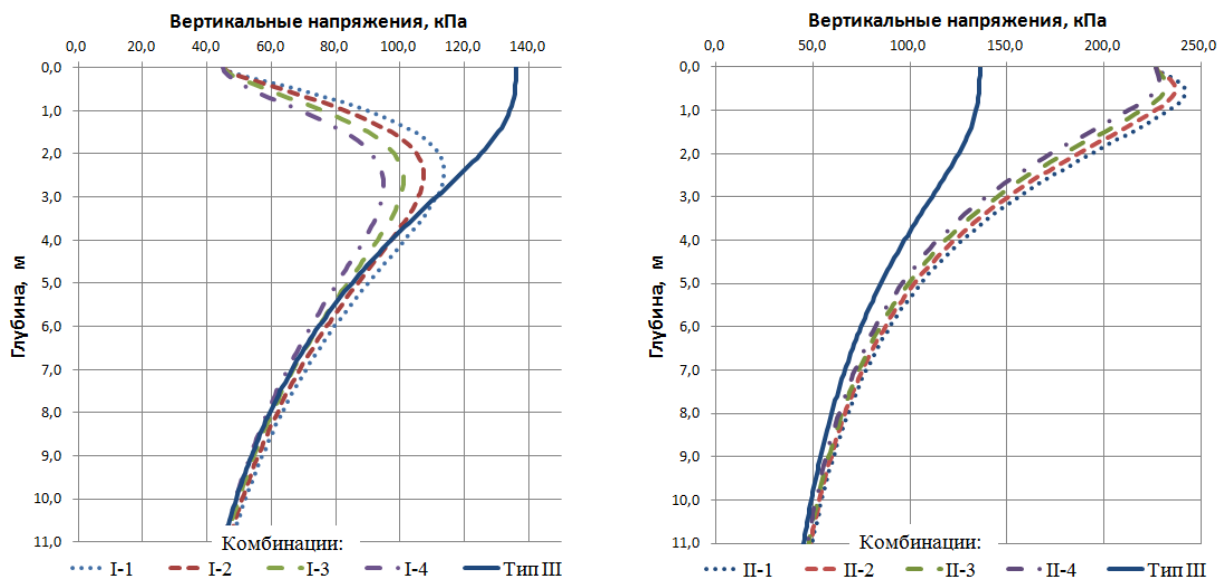 Вертикальные напряжения, кПа
0,0 20,0 40,0 60,0 80,0 100,0 120,0 140,0
0,0
1,0
2,0
3,0
4,0
5,0
6,0
7,0
8,0
9,0
10,0
11,0
Глубина, м
Комбинации:
I-1 I-2 I-3 I-4 Тип III
Вертикальные напряжения, кПа
0,0 50,0 100,0 150,0 200,0 250,0
0,0
1,0
2,0
3,0
4,0
5,0
6,0
7,0
8,0
9,0
10,0
11,0
Глубина, м
Комбинации:
II-1 II-2 II-3 II-4 Тип III